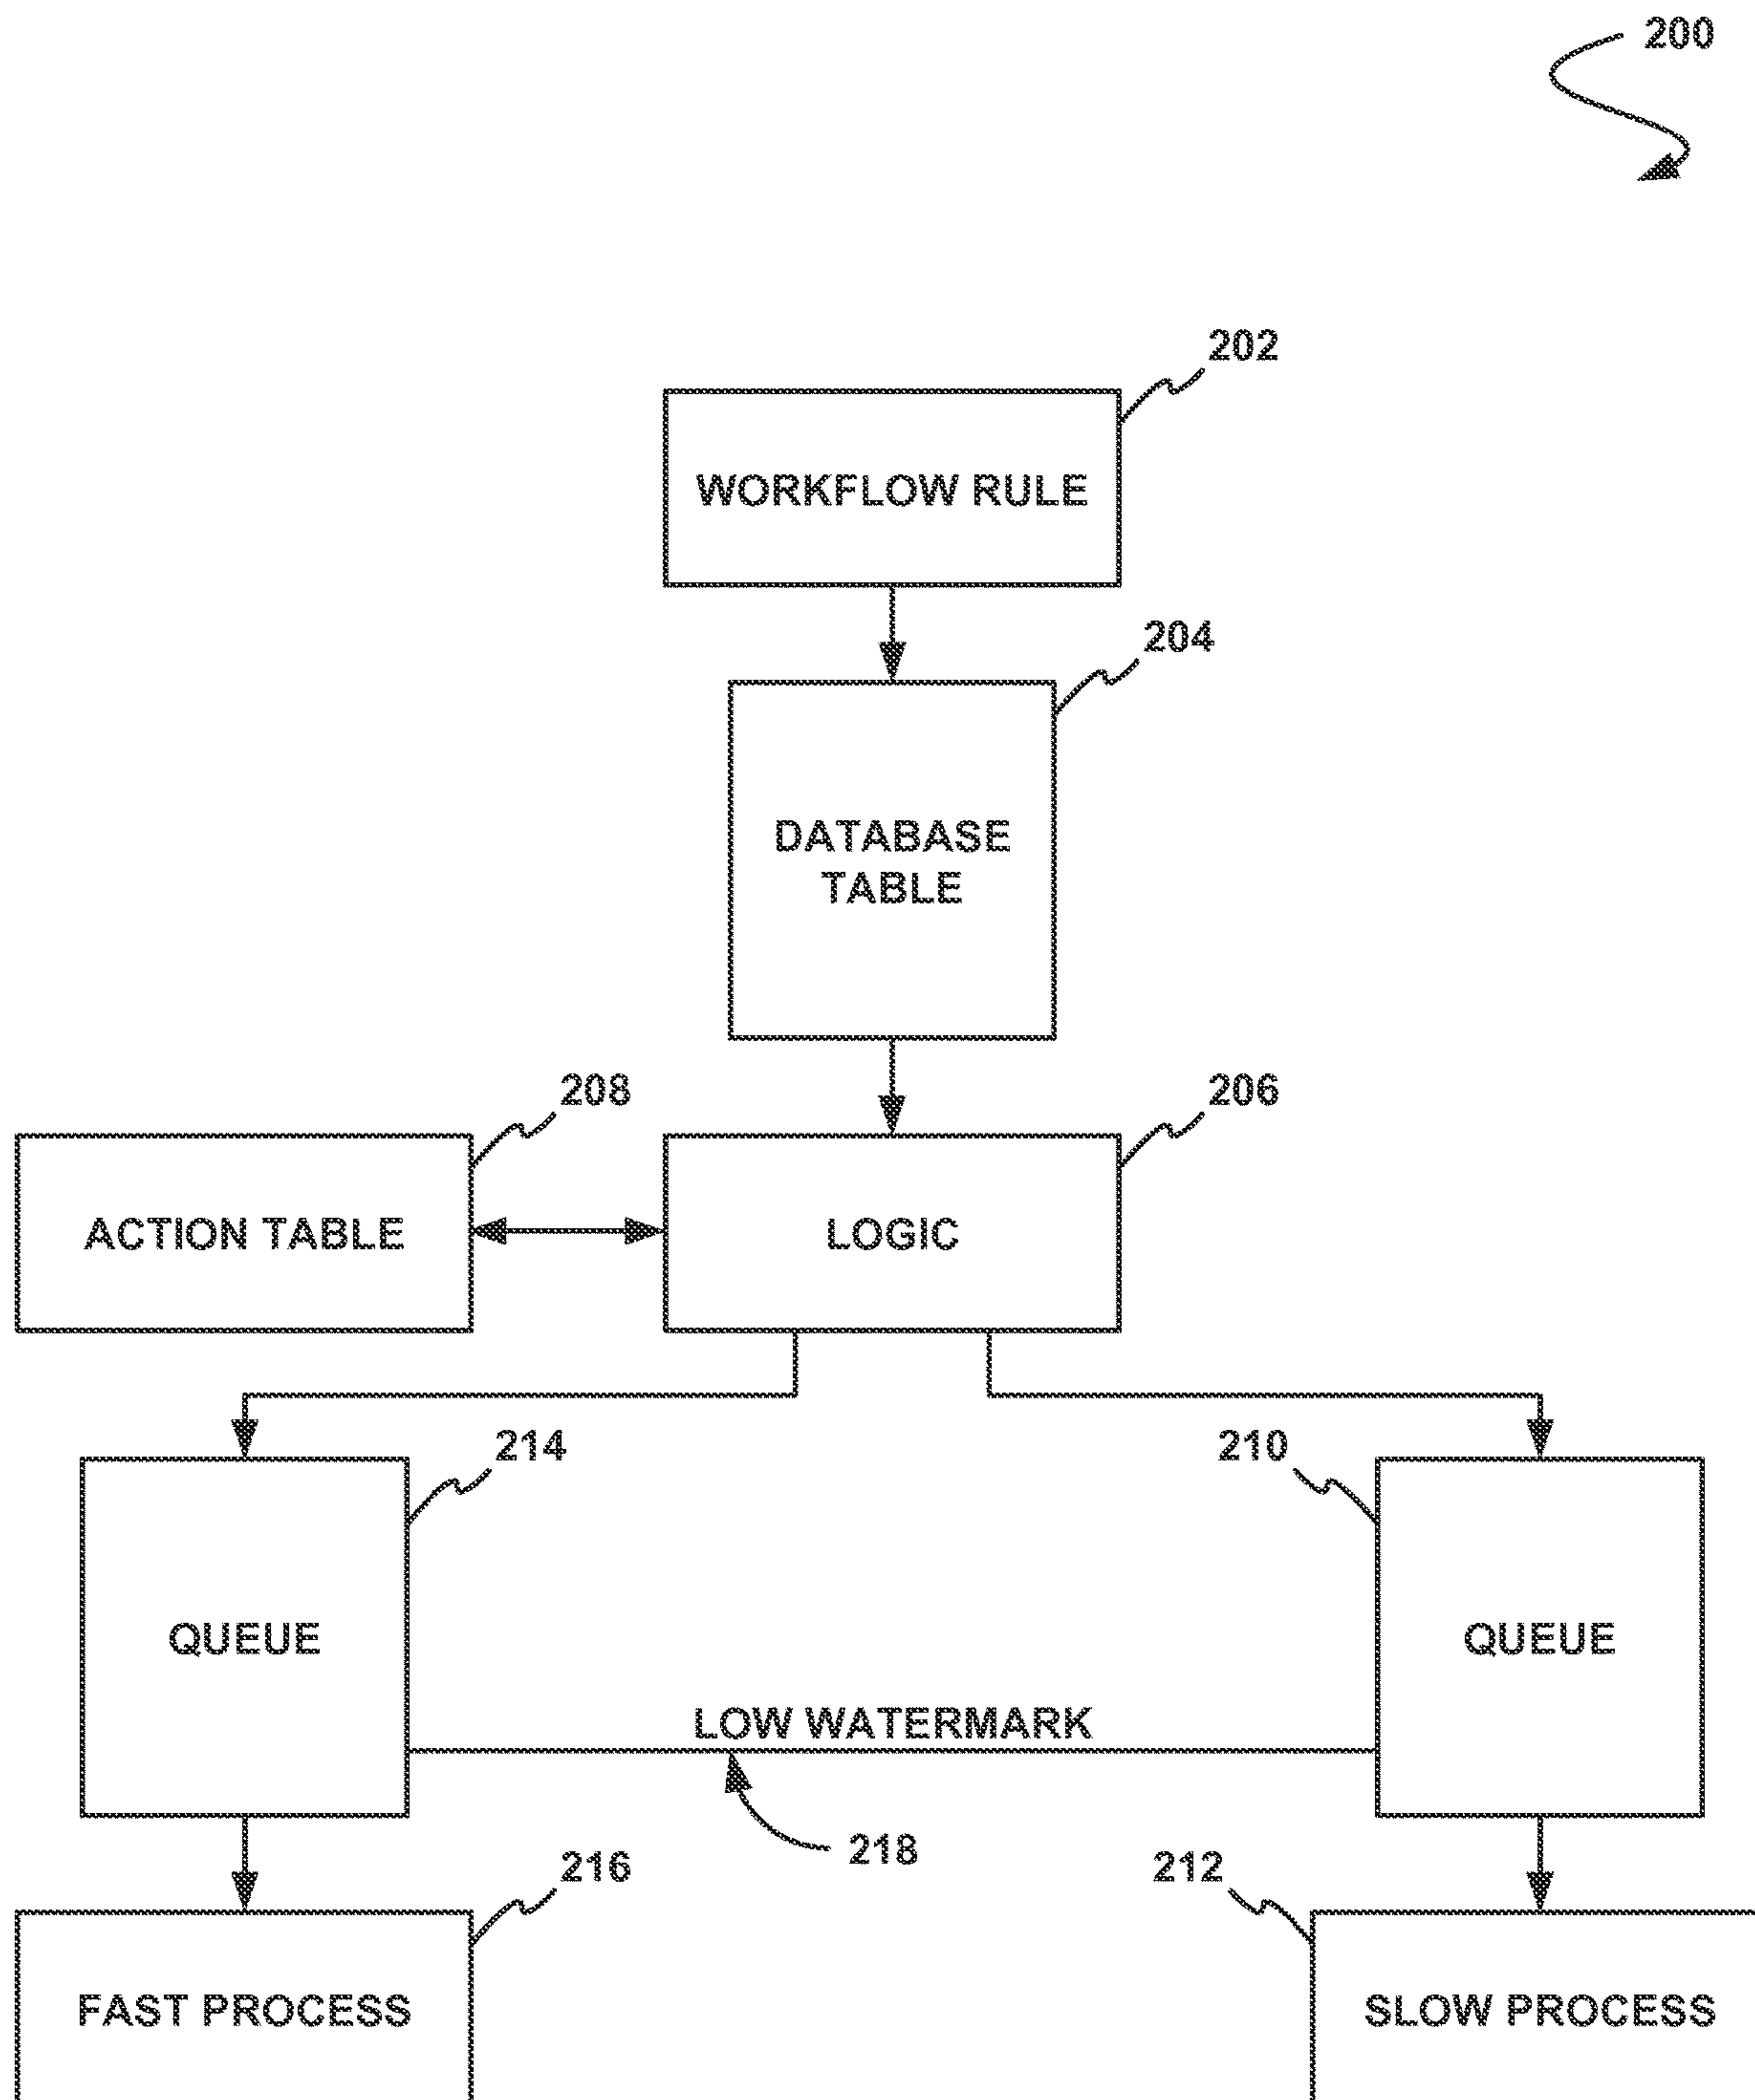 200
202
WORKFLOW RULE
204
DATABASE
TABLE
208
206
ACTION TABLE
LOGIC
214
210
QUEUE
QUEUE
LOW WATERMARK
218
216
212
FAST PROCESS
SLOW PROCESS